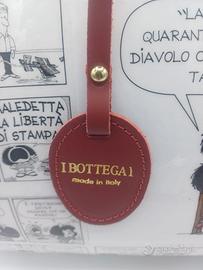 "LA
QUARANT
DIAVOLO C
TA
MALEDETTA
LA LIBERTÀ
DI STAMPA
I BOTTEGA I
made in Italy